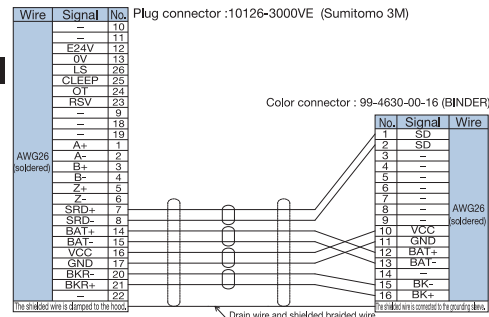 Plug connector :10126-3000VE (Sumitomo 3M)
Wire Signal No.
– 10
– 11
E24V 12
0V 13
LS 26
CLEEP 25
OT 24
RSV 23
– 9
– 18
– 19
A+ 1
A- 2
B+ 3
B- 4
Z+ 5
Z- 6
SRD+ 7
SRD- 8
BAT+ 14
BAT- 15
VCC 16
GND 17
BKR- 20
BKR+ 21
– 22
AWG26
(soldered)
The shielded wire is clamped to the hood.
Color connector : 99-4630-00-16 (BINDER)
No. Signal Wire
1 SD
2 SD
3 –
4 –
5 –
6 –
7 –
8 –
9 –
10 VCC
11 GND
12 BAT+
13 BAT-
14 –
15 BK-
16 BK+
AWG26
(soldered)
The shielded wire is connected to the grounding sleeve.
Drain wire and shielded braided wire